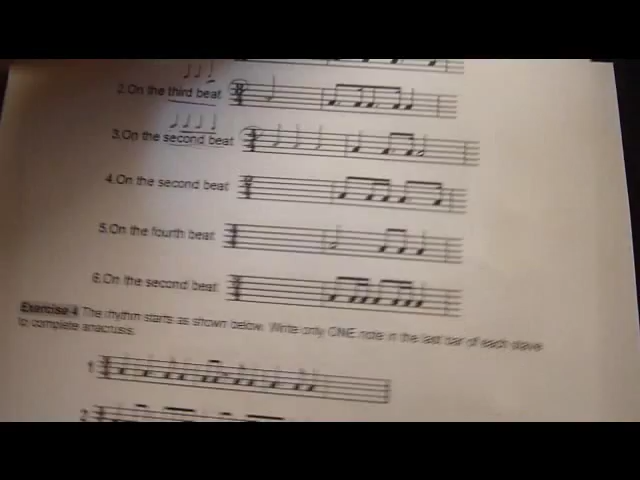 2.On the third beat
3.On the second beat
4.On the second beat
5.On the fourth beat
6.On the second beat
Exercise 4 The rhythm starts as shown below. Write only ONE note in the last bar of each stave
to complete anacrusis.
1
2